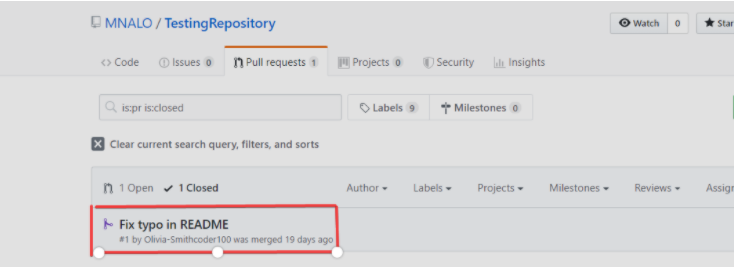 MNALO / TestingRepository
Watch 0 Star
Code Issues 0 Pull requests 1 Projects 0 Security Insights
is:pr is:closed Labels 9 Milestones 0
Clear current search query, filters, and sorts
1 Open 1 Closed Author Labels Projects Milestones Reviews Assig
Fix typo in README
#1 by Olivia-Smithcoder100 was merged 19 days ago